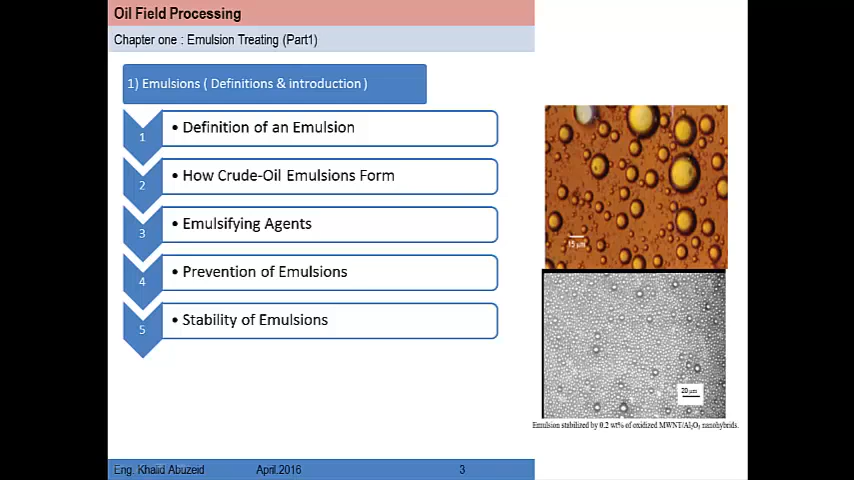 Oil Field Processing
Chapter one : Emulsion Treating (Part1)
1) Emulsions ( Definitions & introduction )
1
• Definition of an Emulsion
2
• How Crude-Oil Emulsions Form
3
• Emulsifying Agents
4
• Prevention of Emulsions
5
• Stability of Emulsions
15 µm
20 µm
Emulsion stabilized by 0.2 wt% of oxidized MWNT/Al₂O₃ nanohybrids.
Eng. Khalid Abuzeid April.2016 3